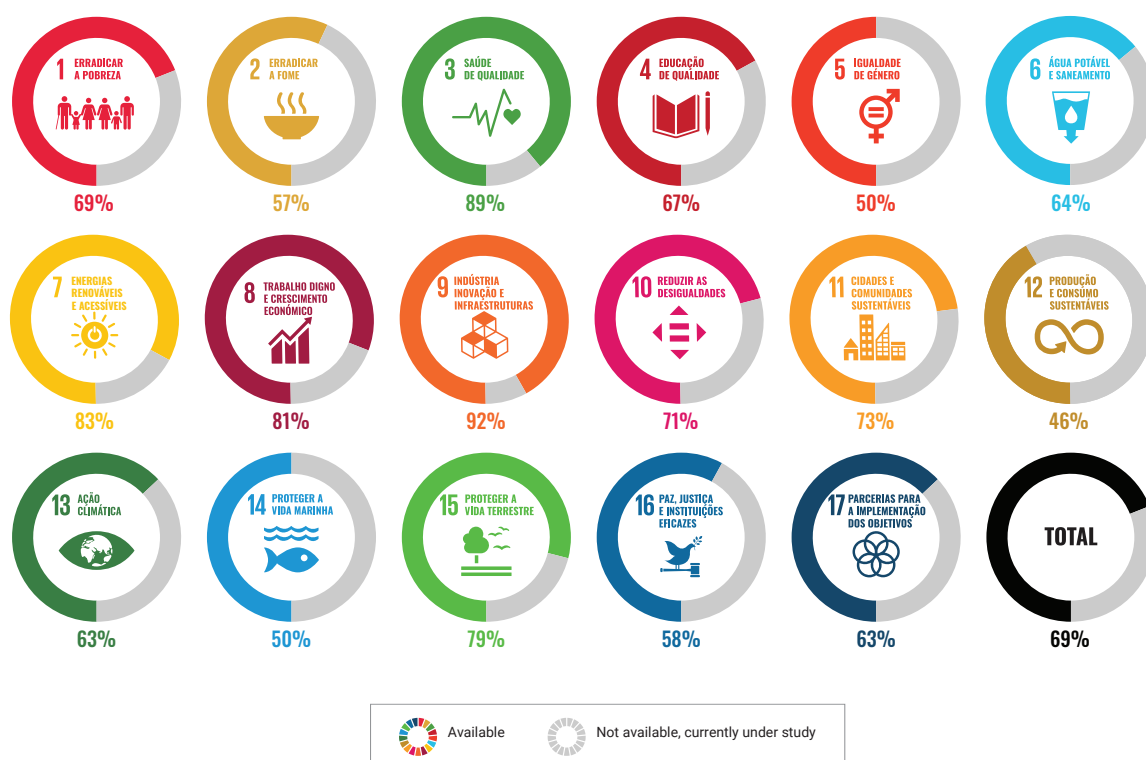 1 ERRADICAR
A POBREZA
69%
2 ERRADICAR
A FOME
57%
3 SAÚDE
DE QUALIDADE
89%
4 EDUCAÇÃO
DE QUALIDADE
67%
5 IGUALDADE
DE GÉNERO
50%
6 ÁGUA POTÁVEL
E SANEAMENTO
64%
7 ENERGIAS
RENOVÁVEIS
E ACESSÍVEIS
83%
8 TRABALHO DIGNO
E CRESCIMENTO
ECONÓMICO
81%
9 INDÚSTRIA
INOVAÇÃO E
INFRAESTRUTURAS
92%
10 REDUZIR AS
DESIGUALDADES
71%
11 CIDADES E
COMUNIDADES
SUSTENTÁVEIS
73%
12 PRODUÇÃO
E CONSUMO
SUSTENTÁVEIS
46%
13 AÇÃO
CLIMÁTICA
63%
14 PROTEGER A
VIDA MARINHA
50%
15 PROTEGER A
VIDA TERRESTRE
79%
16 PAZ, JUSTIÇA
E INSTITUIÇÕES
EFICAZES
58%
17 PARCERIAS PARA
A IMPLEMENTAÇÃO
DOS OBJETIVOS
63%
TOTAL
69%
Available
Not available, currently under study